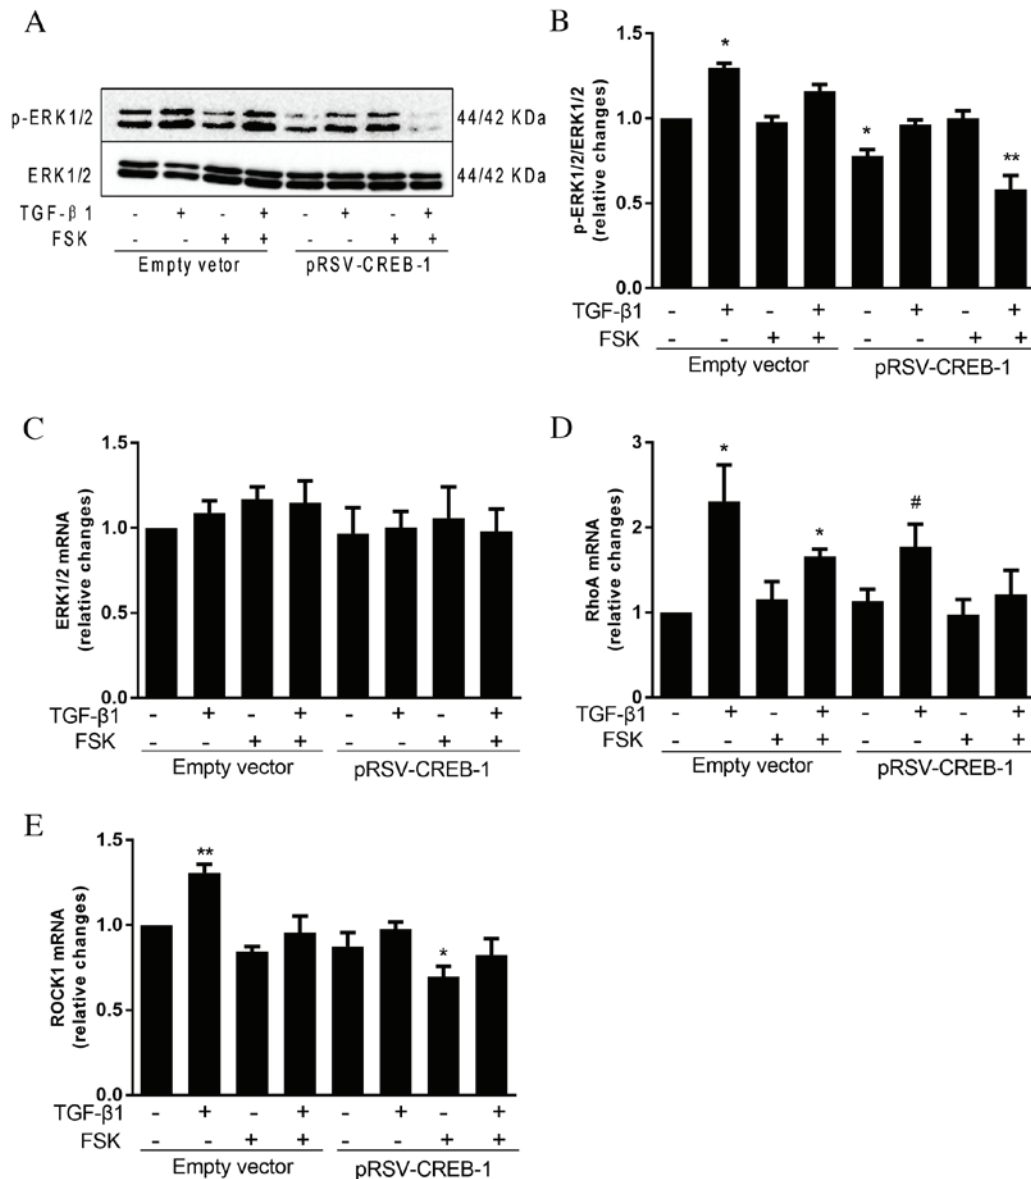 A
p-ERK1/2 44/42 KDa
ERK1/2 44/42 KDa
TGF-β1 - + - + - + - +
FSK - - + + - - + +
Empty vetor pRSV-CREB-1
B
p-ERK1/2/ERK1/2
(relative changes)
1.5
1.0
0.5
0.0
* * **
TGF-β1 - + - + - + - +
FSK - - + + - - + +
Empty vector pRSV-CREB-1
C
ERK1/2 mRNA
(relative changes)
1.5
1.0
0.5
0.0
TGF-β1 - + - + - + - +
FSK - - + + - - + +
Empty vector pRSV-CREB-1
D
RhoA mRNA
(relative changes)
3
2
1
0
* * #
TGF-β1 - + - + - + - +
FSK - - + + - - + +
Empty vector pRSV-CREB-1
E
ROCK1 mRNA
(relative changes)
1.5
1.0
0.5
0.0
** *
TGF-β1 - + - + - + - +
FSK - - + + - - + +
Empty vector pRSV-CREB-1